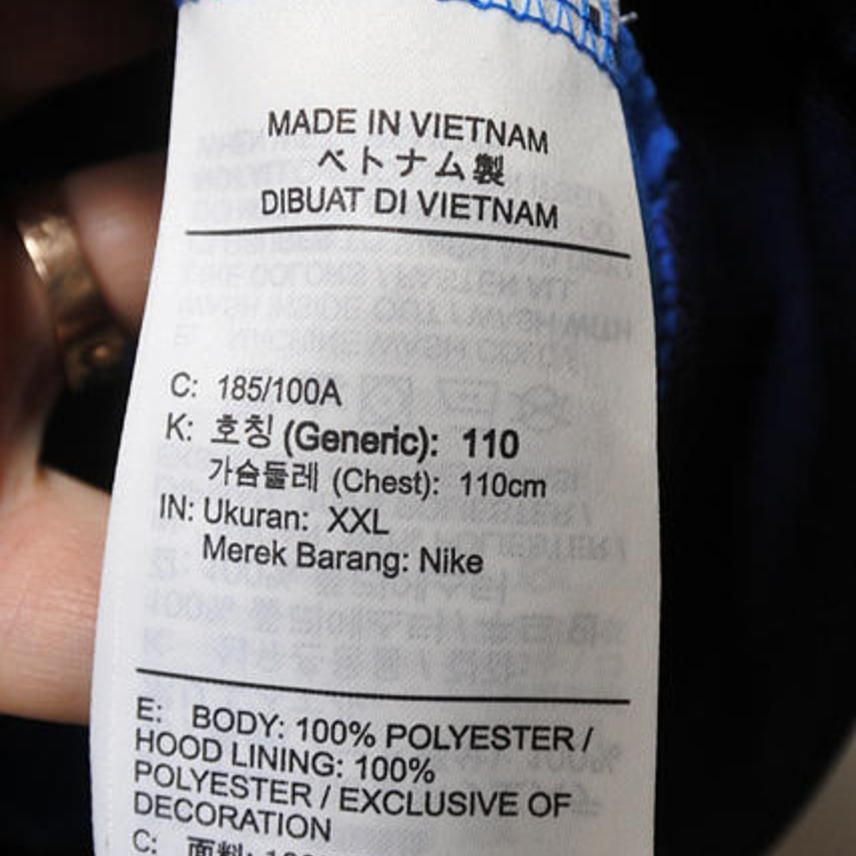 MADE IN VIETNAM
ベトナム製
DIBUAT DI VIETNAM
C: 185/100A
K: 호칭 (Generic): 110
가슴둘레 (Chest): 110cm
IN: Ukuran: XXL
Merek Barang: Nike
E: BODY: 100% POLYESTER /
HOOD LINING: 100%
POLYESTER / EXCLUSIVE OF
DECORATION
C: 面料: